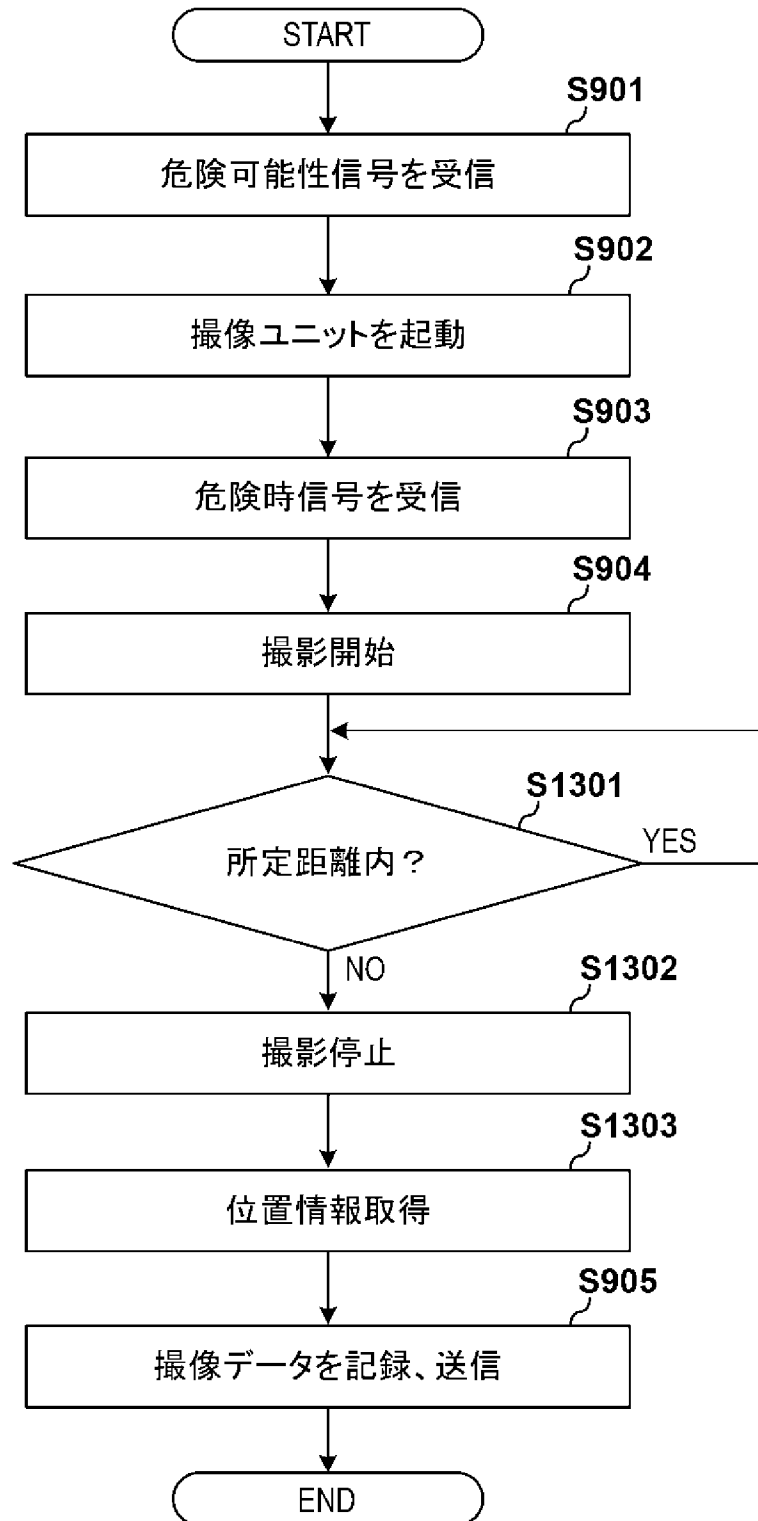 START
S901
危険可能性信号を受信
S902
撮像ユニットを起動
S903
危険時信号を受信
S904
撮影開始
S1301
所定距離内？
YES
NO
S1302
撮影停止
S1303
位置情報取得
S905
撮像データを記録、送信
END